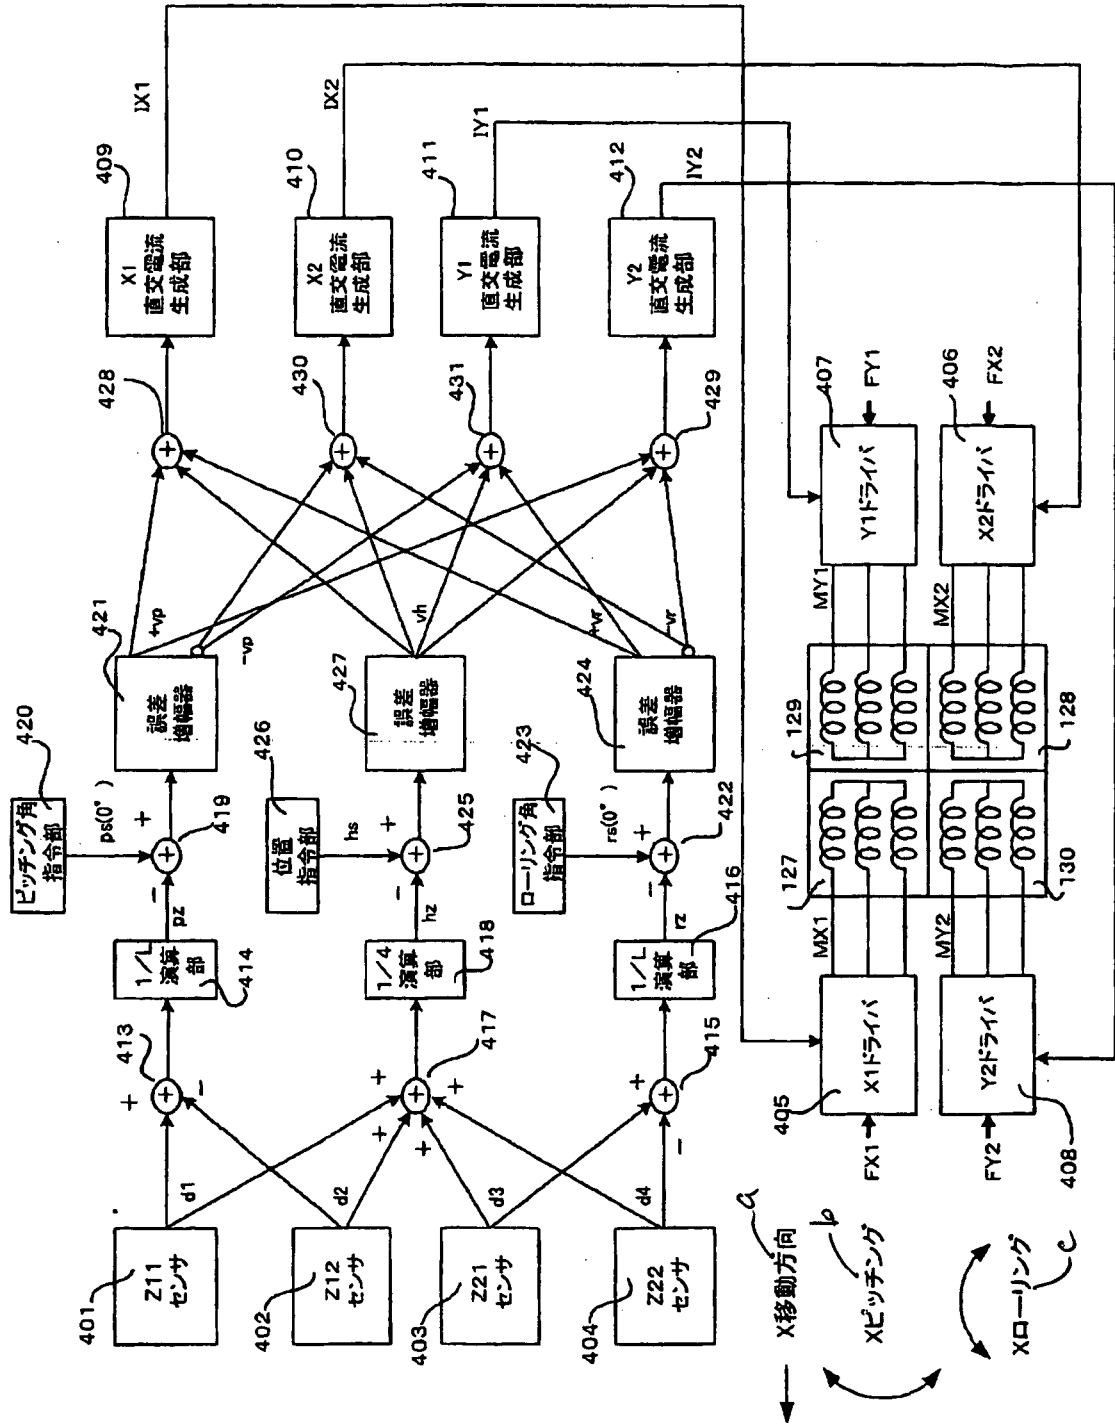 401
Z11
センサ
402
Z12
センサ
403
Z21
センサ
404
Z22
センサ
d1
d2
d3
d4
413
+
+
−
417
+
+
+
+
+
415
+
+
−
1/L
演算
部
414
1/4
演算
部
418
1/L
演算
部
416
pz
hz
rz
ピッチング角
指令部
420
ps(0°)
位置
指令部
426
hs
ローリング角
指令部
423
rs(0°)
−
+
+
419
−
+
+
425
−
+
+
422
421
誤差
増幅器
427
誤差
増幅器
424
誤差
増幅器
+vp
−vp
vh
+vr
−vr
428
+
430
+
431
+
429
+
409
X1
直交電流
生成部
410
X2
直交電流
生成部
411
Y1
直交電流
生成部
412
Y2
直交電流
生成部
IX1
IX2
IY1
IY2
a
X移動方向
b
Xピッチング
Xローリング
c
FX1
405
X1ドライバ
MX1
127
129
MY1
Y1ドライバ
407
FY1
FY2
408
Y2ドライバ
MY2
130
128
MX2
X2ドライバ
406
FX2